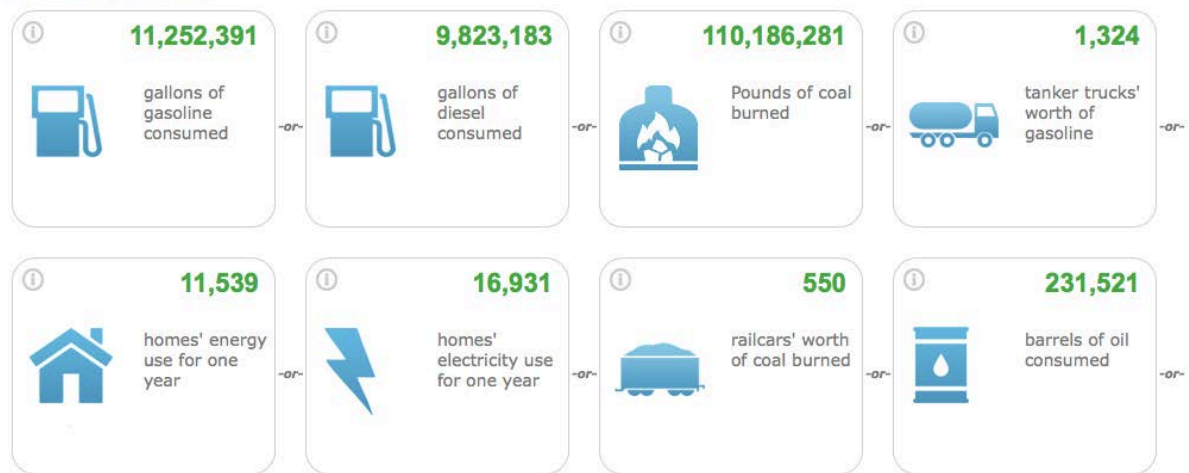 11,252,391
gallons of
gasoline
consumed
-or-
9,823,183
gallons of
diesel
consumed
-or-
110,186,281
Pounds of coal
burned
-or-
1,324
tanker trucks'
worth of
gasoline
-or-
11,539
homes' energy
use for one
year
-or-
16,931
homes'
electricity use
for one year
-or-
550
railcars' worth
of coal burned
-or-
231,521
barrels of oil
consumed
-or-